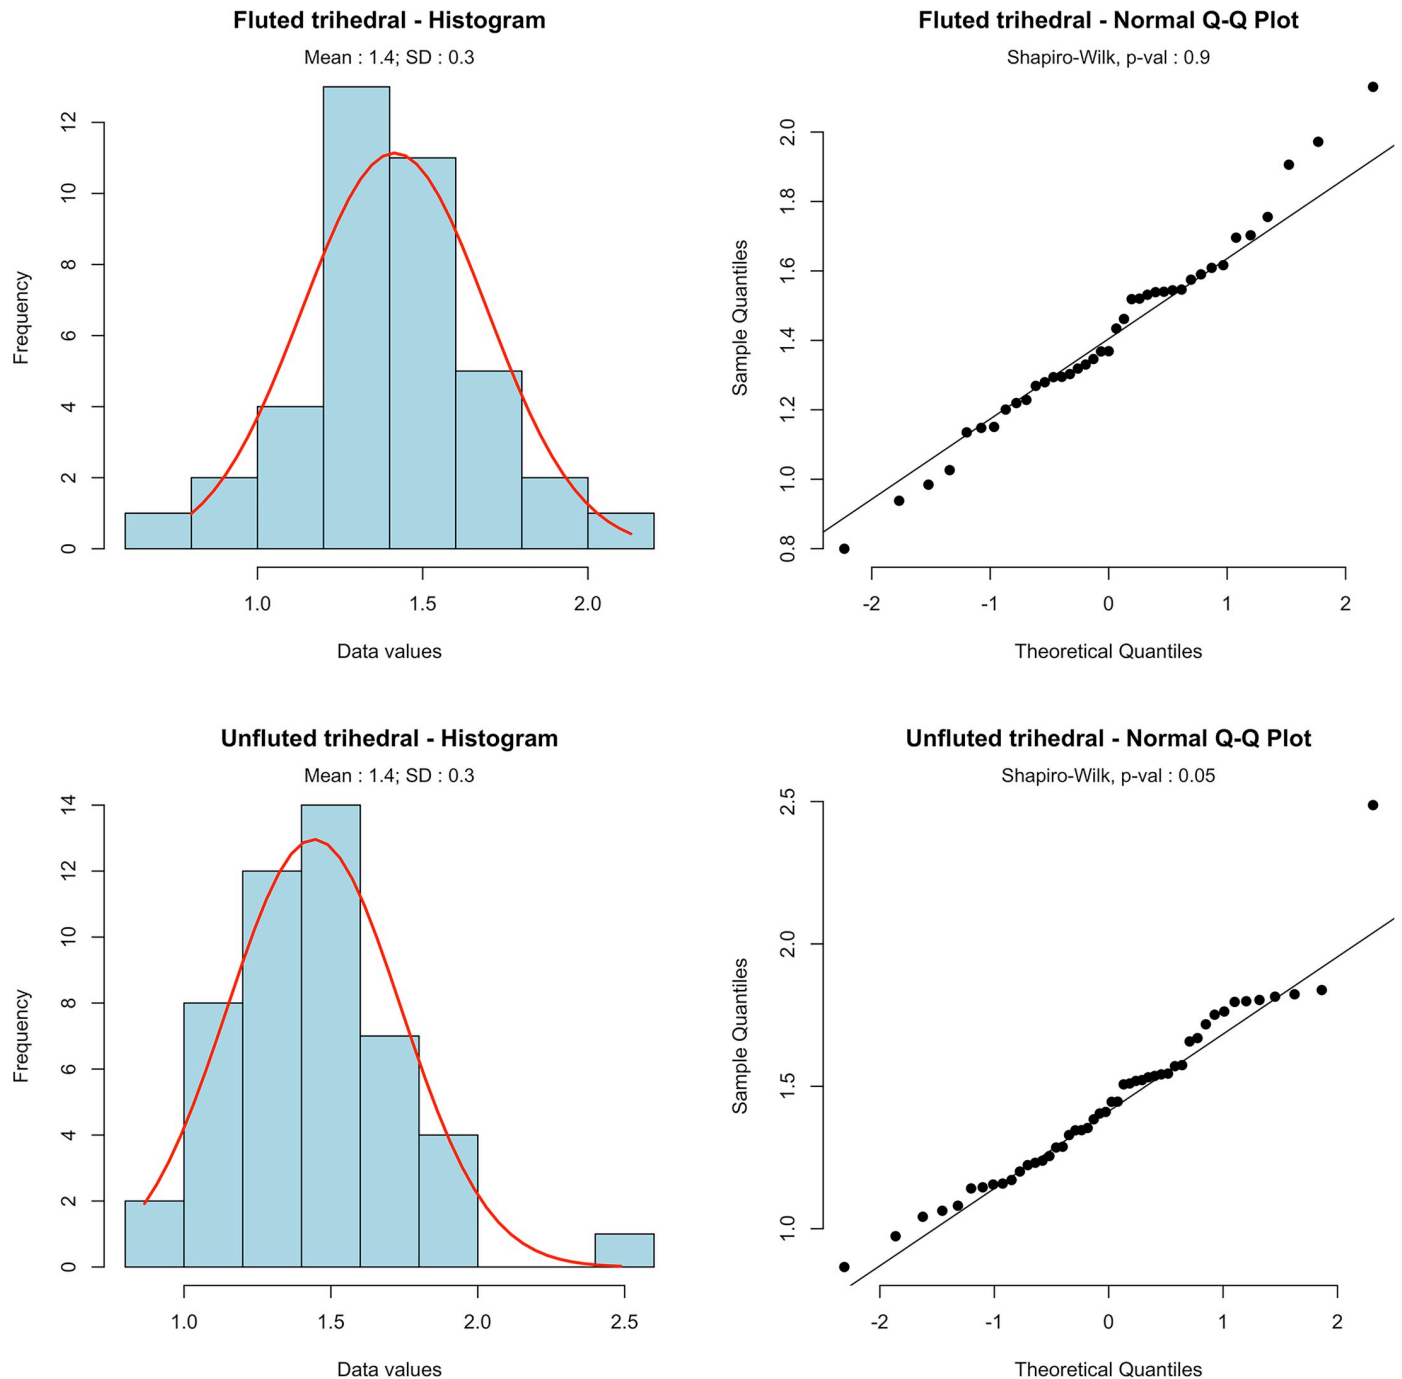 Fluted trihedral - Histogram
Mean : 1.4; SD : 0.3
Frequency
0 2 4 6 8 10 12
1.0 1.5 2.0
Data values
Fluted trihedral - Normal Q-Q Plot
Shapiro-Wilk, p-val : 0.9
Sample Quantiles
0.8 1.0 1.2 1.4 1.6 1.8 2.0
-2 -1 0 1 2
Theoretical Quantiles
Unfluted trihedral - Histogram
Mean : 1.4; SD : 0.3
Frequency
0 2 4 6 8 10 12 14
1.0 1.5 2.0 2.5
Data values
Unfluted trihedral - Normal Q-Q Plot
Shapiro-Wilk, p-val : 0.05
Sample Quantiles
1.0 1.5 2.0 2.5
-2 -1 0 1 2
Theoretical Quantiles